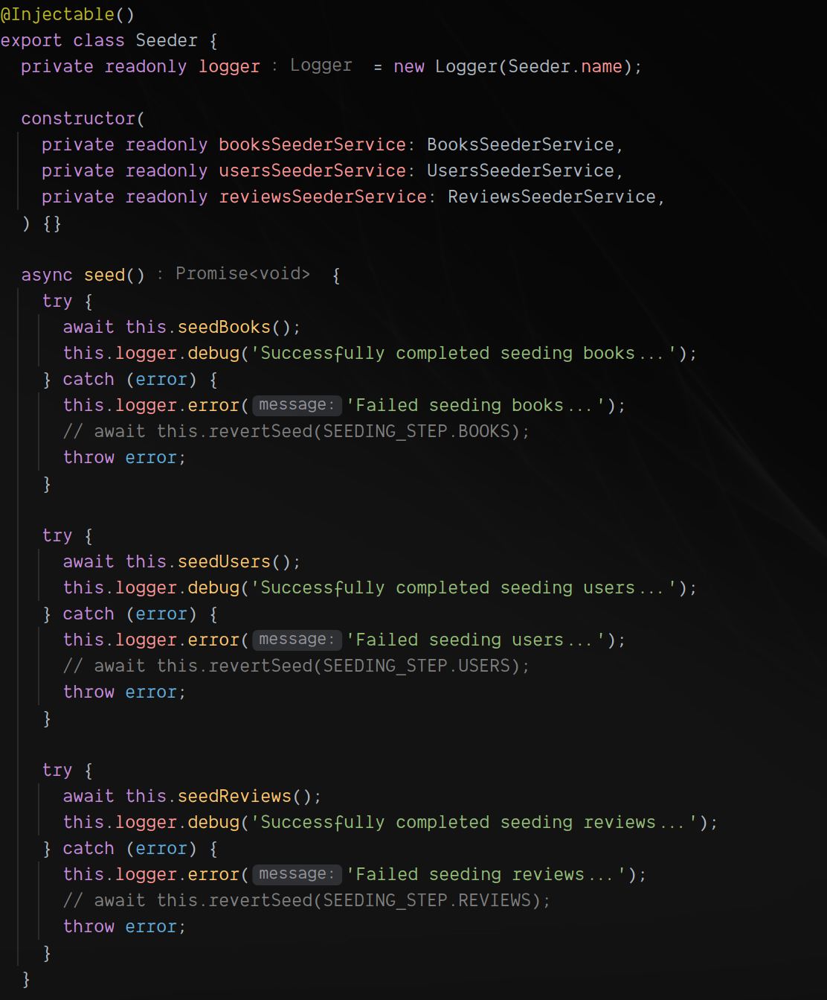 @Injectable()
export class Seeder {
  private readonly logger : Logger = new Logger(Seeder.name);

  constructor(
    private readonly booksSeederService: BooksSeederService,
    private readonly usersSeederService: UsersSeederService,
    private readonly reviewsSeederService: ReviewsSeederService,
  ) {}

  async seed() : Promise<void> {
    try {
      await this.seedBooks();
      this.logger.debug('Successfully completed seeding books...');
    } catch (error) {
      this.logger.error( message: 'Failed seeding books...');
      // await this.revertSeed(SEEDING_STEP.BOOKS);
      throw error;
    }

    try {
      await this.seedUsers();
      this.logger.debug('Successfully completed seeding users...');
    } catch (error) {
      this.logger.error( message: 'Failed seeding users...');
      // await this.revertSeed(SEEDING_STEP.USERS);
      throw error;
    }

    try {
      await this.seedReviews();
      this.logger.debug('Successfully completed seeding reviews...');
    } catch (error) {
      this.logger.error( message: 'Failed seeding reviews...');
      // await this.revertSeed(SEEDING_STEP.REVIEWS);
      throw error;
    }
  }